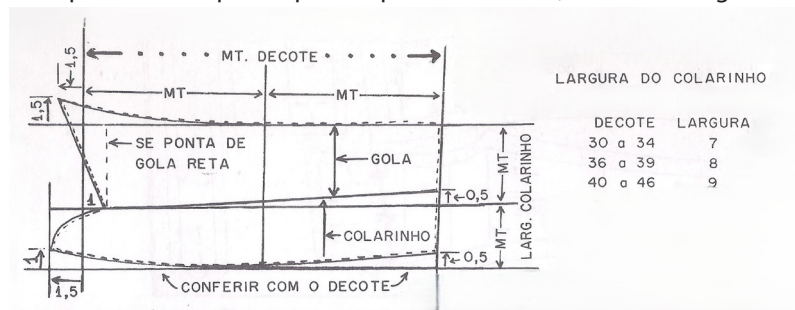 1,5
MT. DECOTE
MT
MT
1,5
SE PONTA DE
GOLA RETA
GOLA
MT
0,5
1
COLARINHO
MT
LARG. COLARINHO
0,5
1
1,5
CONFERIR COM O DECOTE
LARGURA DO COLARINHO
DECOTE LARGURA
30 a 34 7
36 a 39 8
40 a 46 9